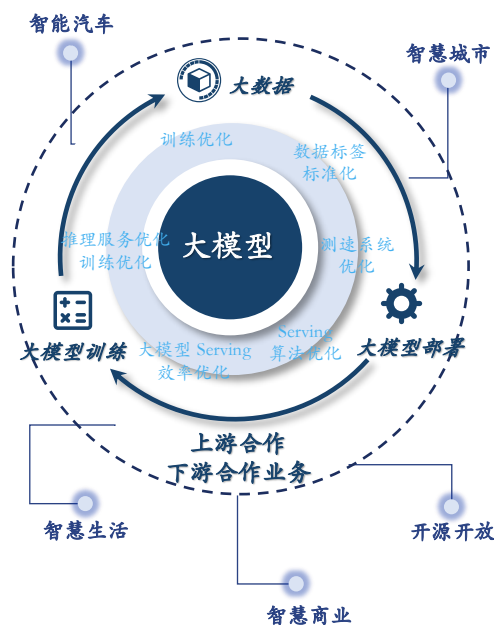 智能汽车
智慧城市
大数据
训练优化
数据标签
标准化
推理服务优化
训练优化
大模型
测速系统
优化
大模型训练
大模型 Serving
效率优化
Serving
算法优化
大模型部署
上游合作
下游合作业务
智慧生活
开源开放
智慧商业